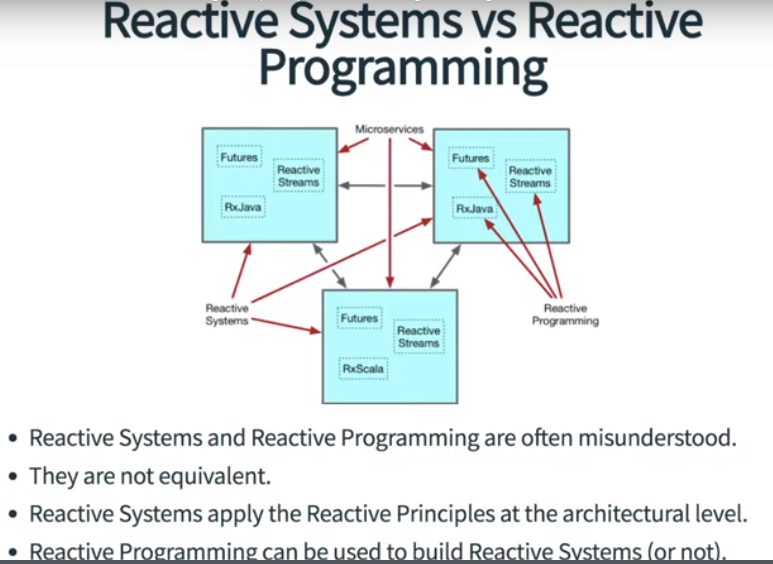 Reactive Systems vs Reactive
Programming
Microservices
Futures
Reactive
Streams
RxJava
Futures
Reactive
Streams
RxJava
Reactive
Systems
Reactive
Programming
Futures
Reactive
Streams
RxScala
• Reactive Systems and Reactive Programming are often misunderstood.
• They are not equivalent.
• Reactive Systems apply the Reactive Principles at the architectural level.
• Reactive Programming can be used to build Reactive Systems (or not).